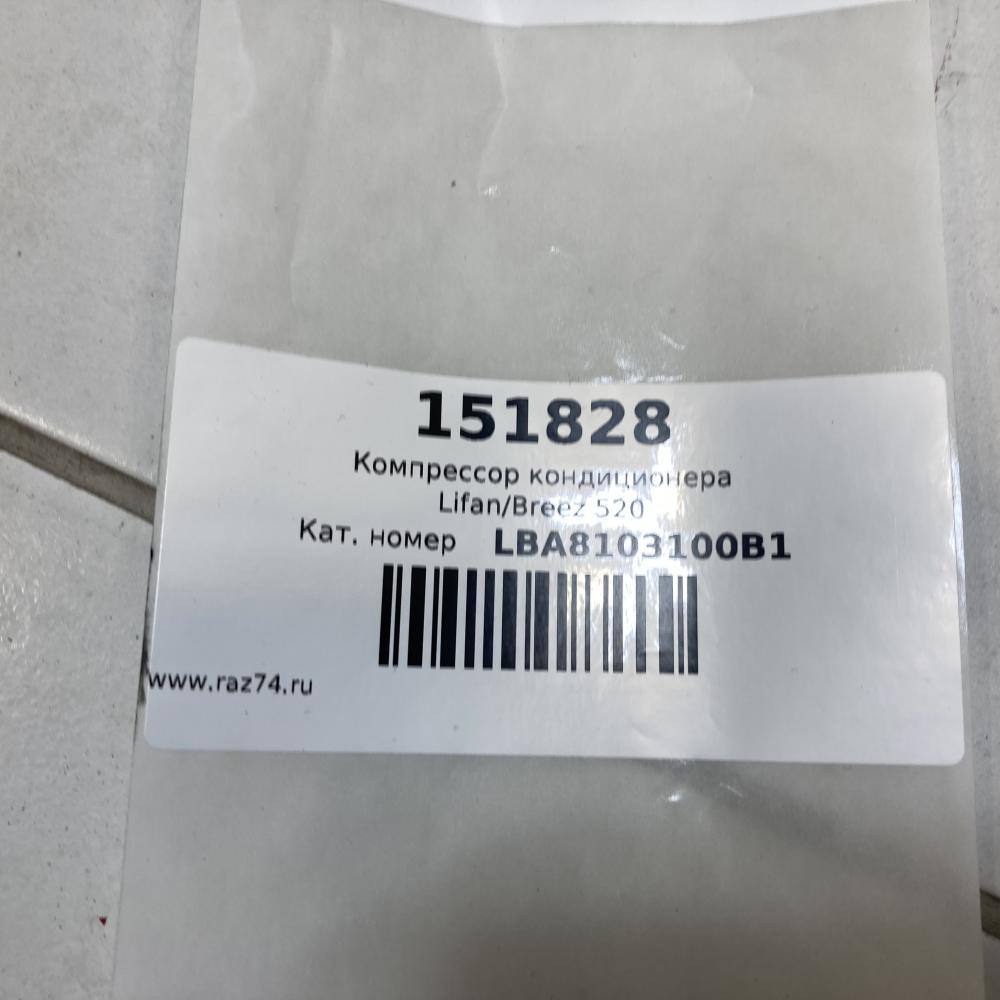 151828
Компрессор кондиционера
Lifan/Breez 520
Кат. номер LBA8103100B1
www.raz74.ru